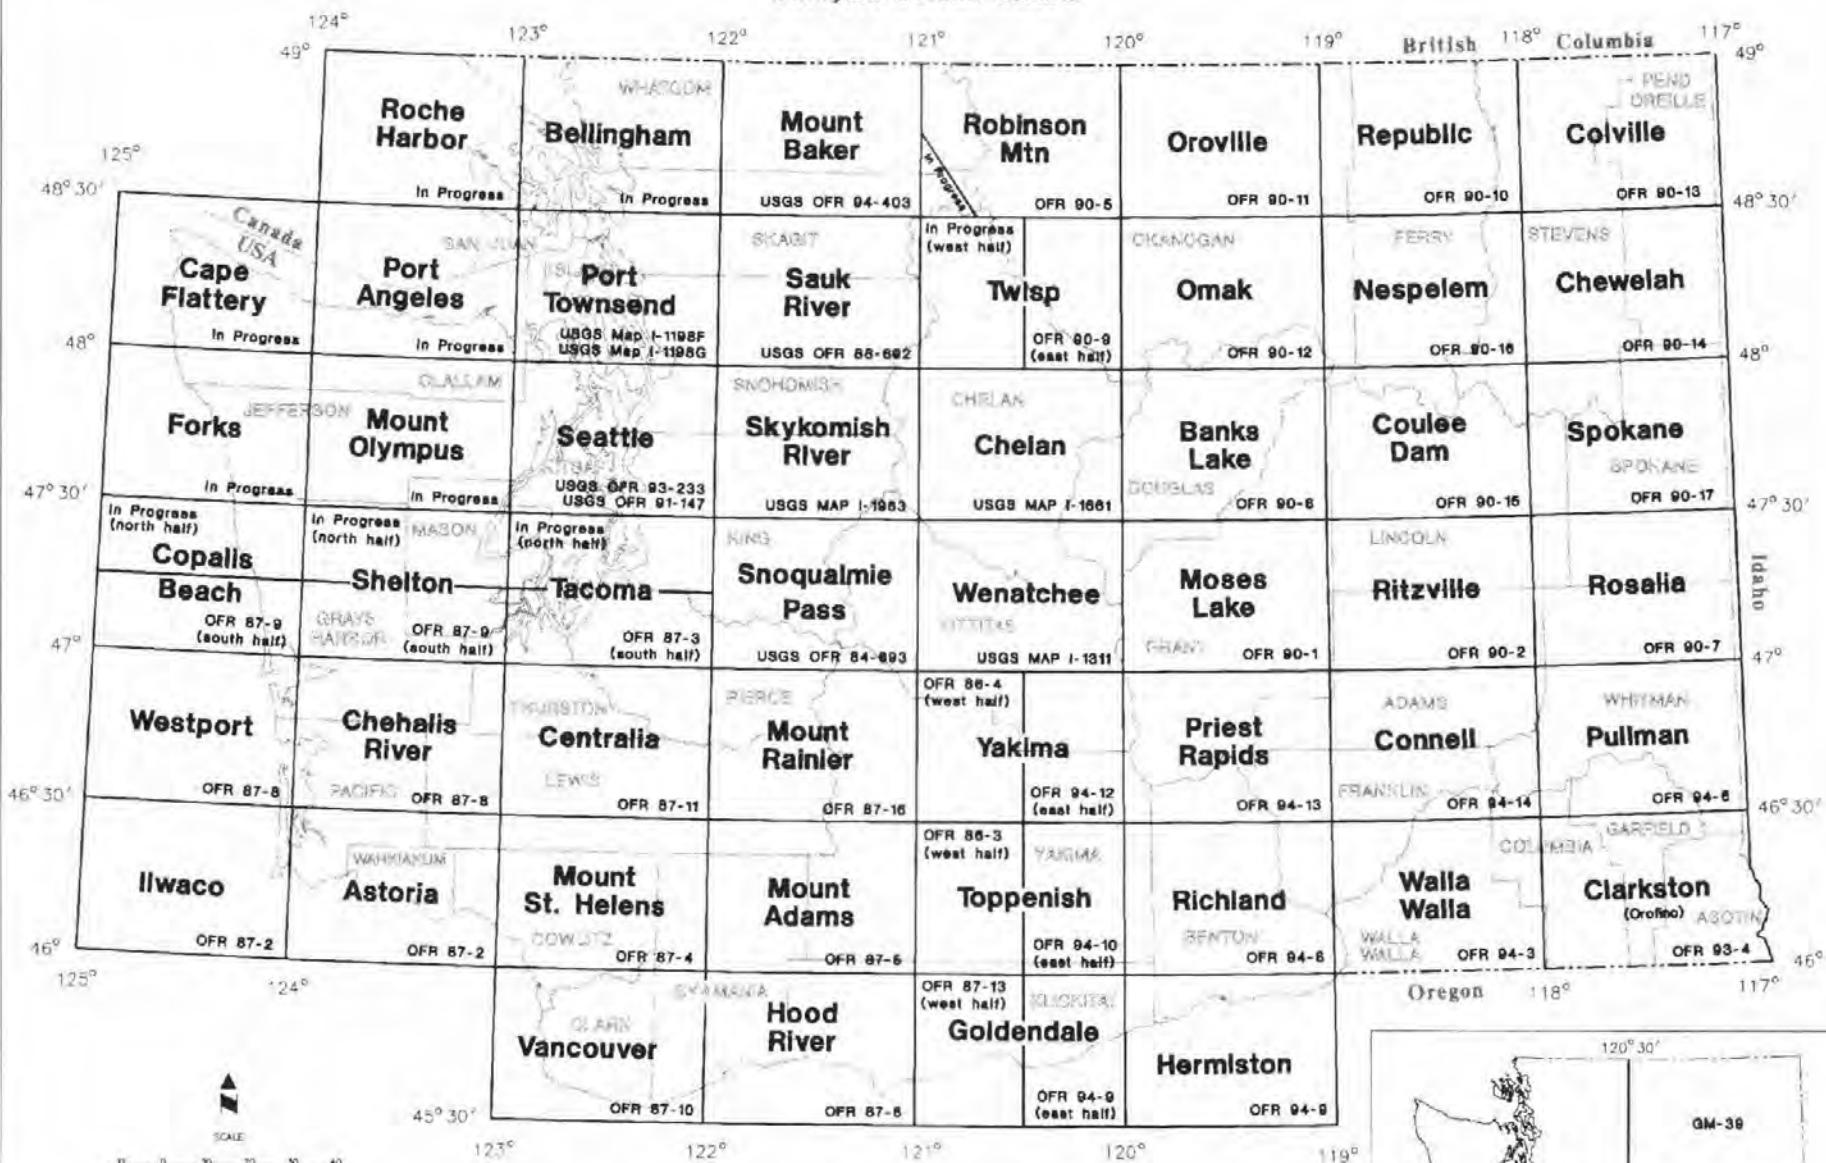 124°
123°
122°
121°
120°
119°
British
118°
Columbia
117°
49°
49°
WHATCOM
PEND
OREILLE
Roche
Harbor
In Progress
Bellingham
In Progress
Mount
Baker
USGS OFR 94-403
Robinson
Mtn
In Progress
OFR 90-5
Oroville
OFR 90-11
Republic
OFR 90-10
Colville
OFR 90-13
125°
48°30'
48°30'
Canada
USA
Cape
Flattery
In Progress
SAN JUAN
Port
Angeles
In Progress
Port
Townsend
USGS Map I-1198F
USGS Map I-1198G
SKAGIT
Sauk
River
USGS OFR 88-692
In Progress
(west half)
Twisp
OFR 90-9
(east half)
OKANOGAN
Omak
OFR 90-12
FERRY
Nespelem
OFR 90-16
STEVENS
Chewelah
OFR 90-14
48°
48°
JEFFERSON
Forks
In Progress
CLALLAM
Mount
Olympus
In Progress
Seattle
KITSAP
USGS OFR 93-233
USGS OFR 91-147
SNOHOMISH
Skykomish
River
USGS MAP I-1963
CHELAN
Chelan
USGS MAP I-1661
Banks
Lake
DOUGLAS
OFR 90-6
Coulee
Dam
OFR 90-15
Spokane
SPOKANE
OFR 90-17
47°30'
47°30'
In Progress
(north half)
Copalis
Beach
OFR 87-9
(south half)
In Progress
(north half)
MASON
Shelton
GRAYS
HARBOR
OFR 87-9
(south half)
In Progress
(north half)
Tacoma
OFR 87-3
(south half)
KING
Snoqualmie
Pass
USGS OFR 84-693
Wenatchee
KITTITAS
USGS MAP I-1311
Moses
Lake
GRANT
OFR 90-1
LINCOLN
Ritzville
OFR 90-2
Rosalia
OFR 90-7
Idaho
47°
47°
Westport
OFR 87-8
Chehalis
River
PACIFIC
OFR 87-8
THURSTON
Centralia
LEWIS
OFR 87-11
PIERCE
Mount
Rainier
OFR 87-16
OFR 86-4
(west half)
Yakima
OFR 94-12
(east half)
Priest
Rapids
OFR 94-13
ADAMS
Connell
FRANKLIN
OFR 94-14
WHITMAN
Pullman
OFR 94-6
46°30'
46°30'
Ilwaco
OFR 87-2
WAHKIAKUM
Astoria
OFR 87-2
Mount
St. Helens
COWLITZ
OFR 87-4
Mount
Adams
OFR 87-5
OFR 86-3
(west half)
YAKIMA
Toppenish
OFR 94-10
(east half)
Richland
BENTON
OFR 94-8
COLUMBIA
Walla
Walla
WALLA
WALLA
OFR 94-3
GARFIELD
Clarkston
(Orofino)
ASOTIN
OFR 93-4
46°
46°
125°
124°
Oregon
118°
117°
SKAMANIA
CLARK
Vancouver
OFR 87-10
Hood
River
OFR 87-6
OFR 87-13
(west half)
KLICKITAT
Goldendale
OFR 94-9
(east half)
Hermiston
OFR 94-9
45°30'
123°
122°
121°
120°
119°
SCALE
120°30'
GM-39